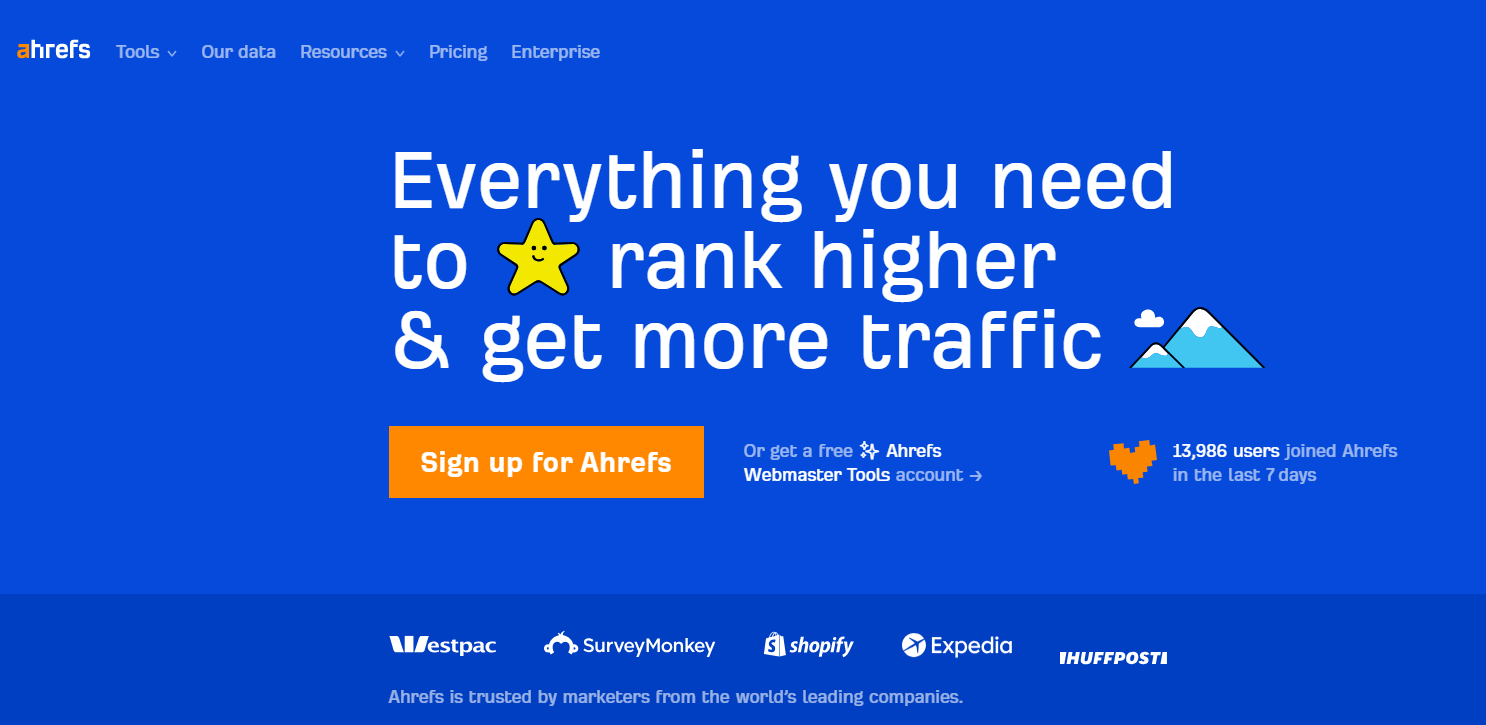 ahrefs Tools Our data Resources Pricing Enterprise
Everything you need
to rank higher
& get more traffic
Sign up for Ahrefs
Or get a free Ahrefs
Webmaster Tools account →
13,986 users joined Ahrefs
in the last 7 days
Westpac SurveyMonkey shopify Expedia HUFFPOST
Ahrefs is trusted by marketers from the world's leading companies.